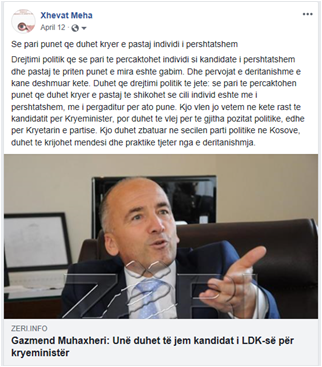 Xhevat Meha
April 12 ·
Se pari punet qe duhet kryer e pastaj individi i pershtatshem
Drejtimi politik qe se pari te percaktohet individi si kandidate i pershtatshem
dhe pastaj te priten punet e mira eshte gabim. Dhe pervojat e deritanishme e
kane deshmuar kete. Duhet qe drejtimi politik te jete: se pari te percaktohen
punet qe duhet kryer e pastaj te shikohet se cili individ eshte me i
pershtatshem, me i pergaditur per ato pune. Kjo vlen jo vetem ne kete rast te
kandidatit per Kryeminister, por duhet te vlej per te gjitha pozitat politike, edhe
per Kryetarin e partise. Kjo duhet zbatuar ne secilen parti politike ne Kosove,
duhet te krijohet mendesi dhe praktike tjeter nga e deritanishmja.
ZERI
ZERI.INFO
Gazmend Muhaxheri: Unë duhet të jem kandidat i LDK-së për
kryeministër